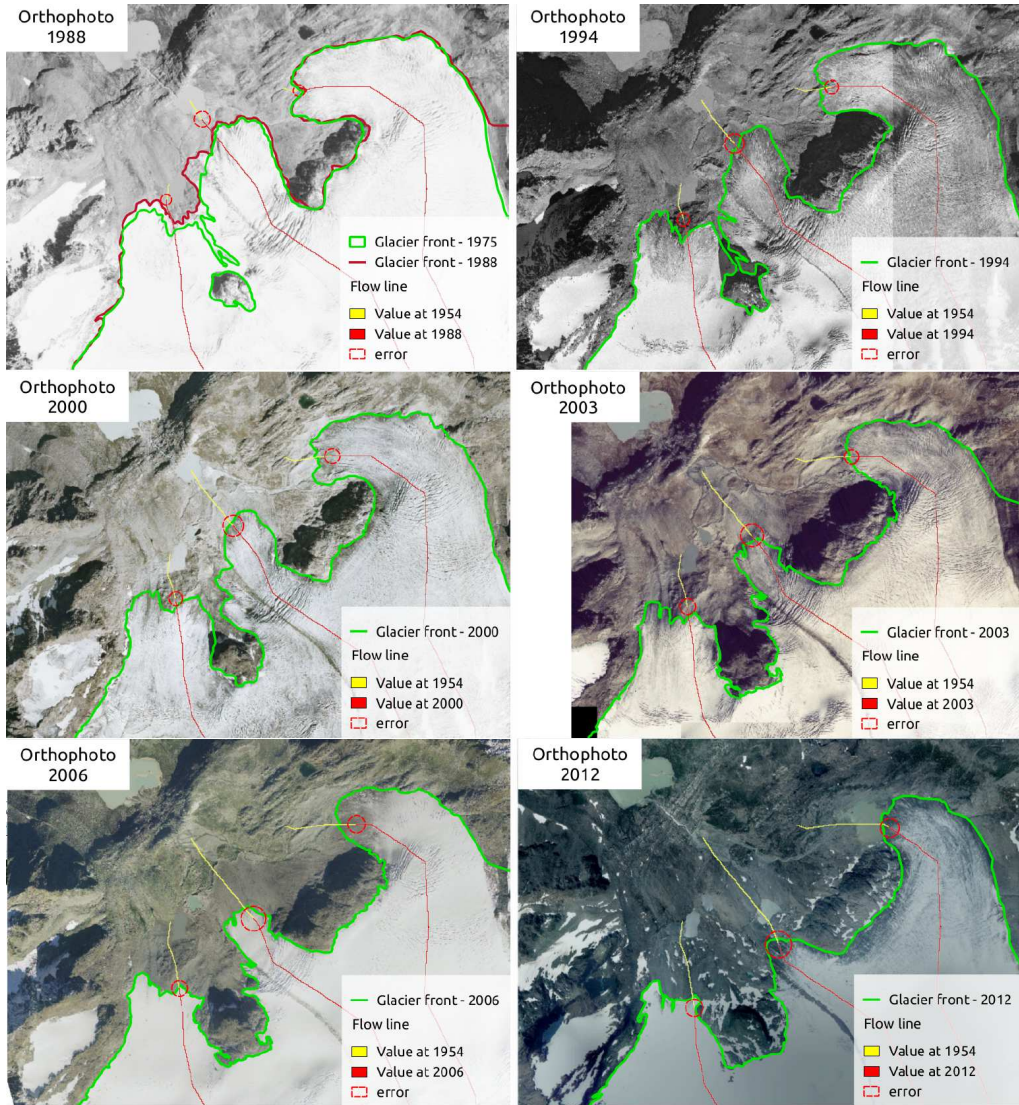 Orthophoto
1988
Glacier front - 1975
Glacier front - 1988
Flow line
Value at 1954
Value at 1988
error
Orthophoto
1994
Glacier front - 1994
Flow line
Value at 1954
Value at 1994
error
Orthophoto
2000
Glacier front - 2000
Flow line
Value at 1954
Value at 2000
error
Orthophoto
2003
Glacier front - 2003
Flow line
Value at 1954
Value at 2003
error
Orthophoto
2006
Glacier front - 2006
Flow line
Value at 1954
Value at 2006
error
Orthophoto
2012
Glacier front - 2012
Flow line
Value at 1954
Value at 2012
error